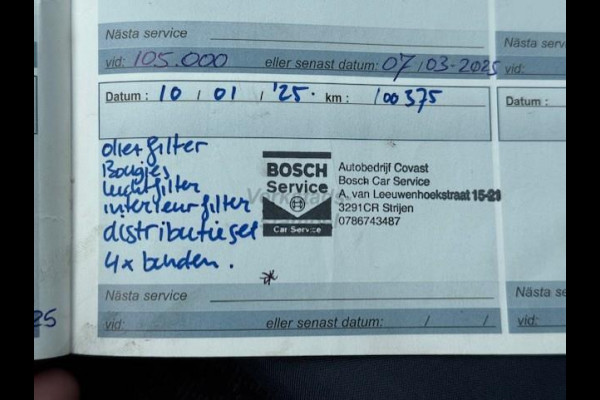 Nästa service
Nästa serv
vid: 105.000 eller senast datum: 07/03-2025 vid:
Datum: 10 / 01 / '25. km: 100375
Datum:
oliefilter
Bougies
luchtfilter
interieurfilter
distributieset
4x banden.
BOSCH
Service
Car Service
Autobedrijf Covast
Bosch Car Service
A. van Leeuwenhoekstraat 15-21
3291CR Strijen
0786743487
*
Nästa service
Nästa se
25
vid: eller senast datum: / /
vid: